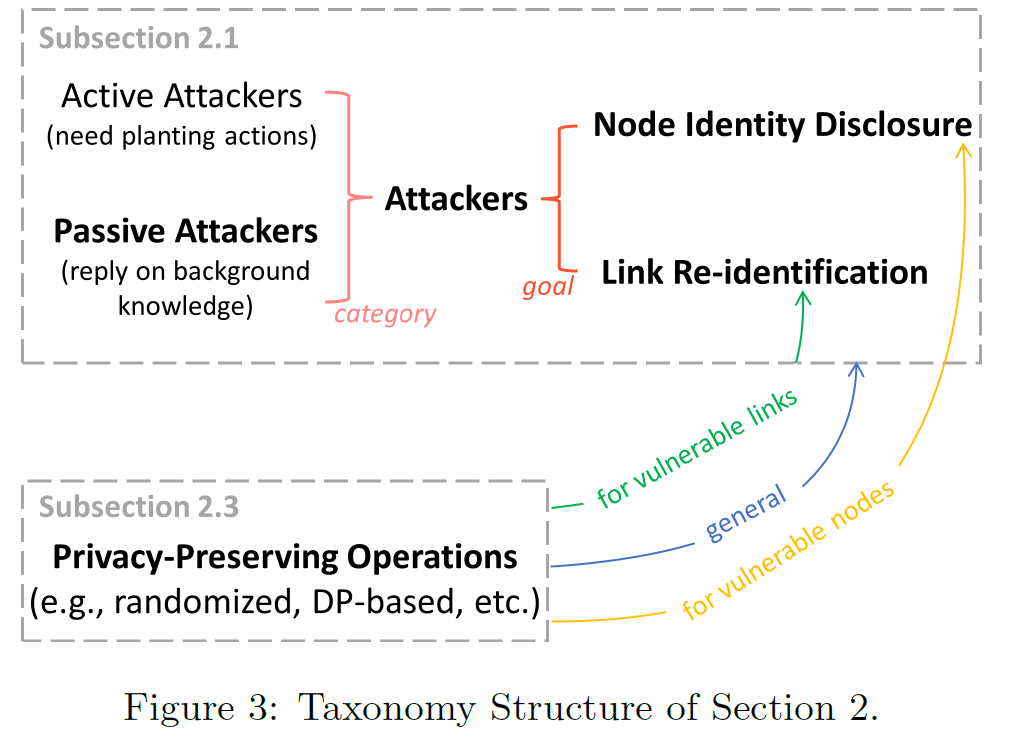 Subsection 2.1
Active Attackers
(need planting actions)
Passive Attackers
(reply on background
knowledge)
category
Attackers
goal
Node Identity Disclosure
Link Re-identification
for vulnerable links
general
for vulnerable nodes
Subsection 2.3
Privacy-Preserving Operations
(e.g., randomized, DP-based, etc.)
Figure 3: Taxonomy Structure of Section 2.